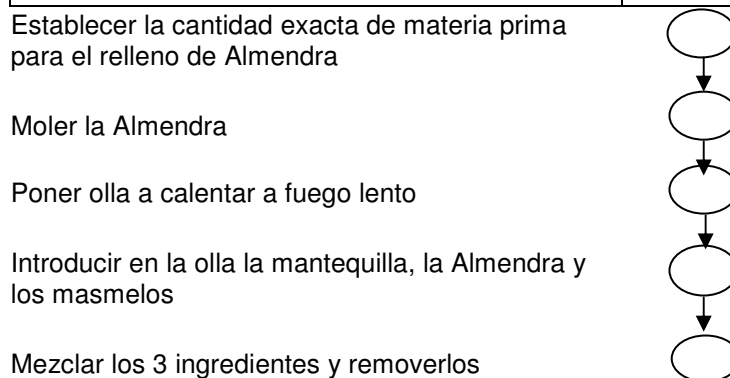 Establecer la cantidad exacta de materia prima
para el relleno de Almendra
Moler la Almendra
Poner olla a calentar a fuego lento
Introducir en la olla la mantequilla, la Almendra y
los masmelos
Mezclar los 3 ingredientes y removerlos